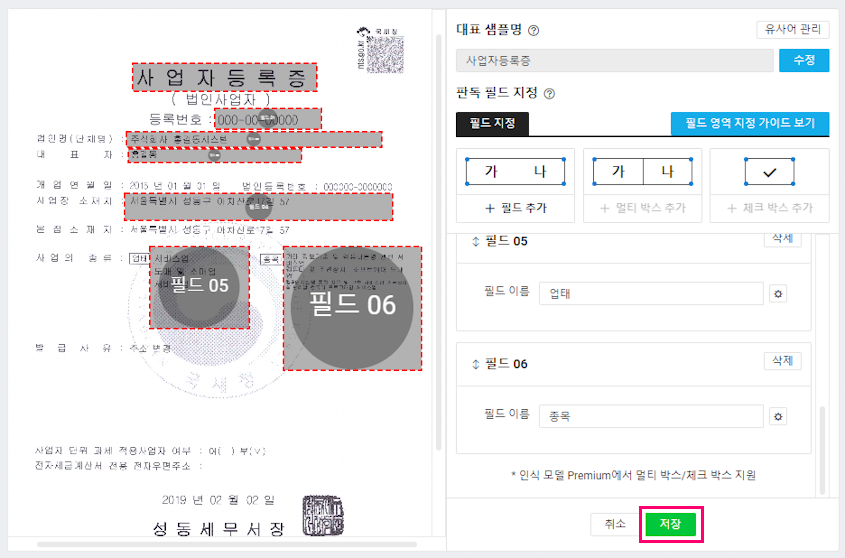 국세청
nts.go.kr
사업자등록증
( 법인사업자 )
등록번호 : 000-00-00000
법인명(단체명) : 주식회사 홍길동시스템
대 표 자 : 홍길동
개 업 연 월 일 : 2015 년 01 월 01 일 법인등록번호 : 000000-0000000
사업장 소재지 : 서울특별시 성동구 아차산로17길 57
본 점 소 재 지 : 서울특별시 성동구 아차산로17길 57
사 업 의 종 류 : 업태 서비스업 종목
도매 및 소매업
필드 05
필드 06
발 급 사 유 : 주소변경
국세청
사업자 단위 과세 적용사업자 여부 : 여( ) 부(∨)
전자세금계산서 전용 전자우편주소 :
2019 년 02 월 02 일
성동세무서장
대표 샘플명 ?
유사어 관리
사업자등록증
수정
판독 필드 지정 ?
필드 지정
필드 영역 지정 가이드 보기
가 나
가 나
+ 필드 추가
+ 멀티 박스 추가
+ 체크 박스 추가
필드 05
삭제
필드 이름
업태
필드 06
삭제
필드 이름
종목
* 인식 모델 Premium에서 멀티 박스/체크 박스 지원
취소
저장